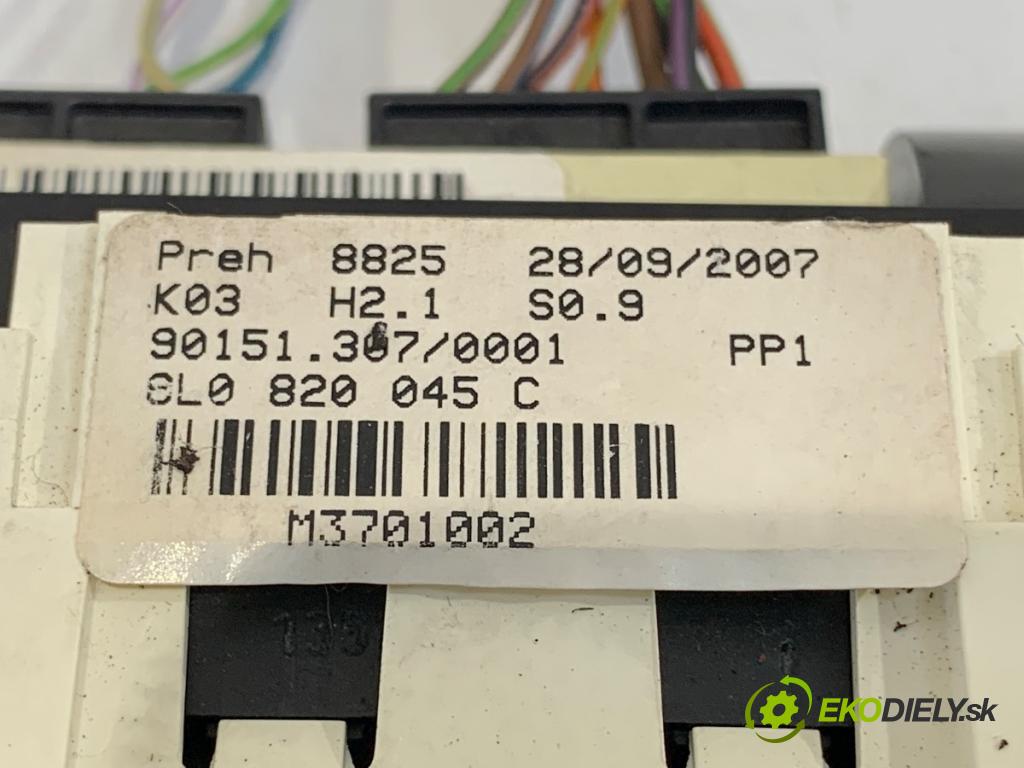 Preh 8825 28/09/2007
K03 H2.1 S0.9
90151.307/0001 PP1
8L0 820 045 C
M3701002
135
EKODIELY.sk